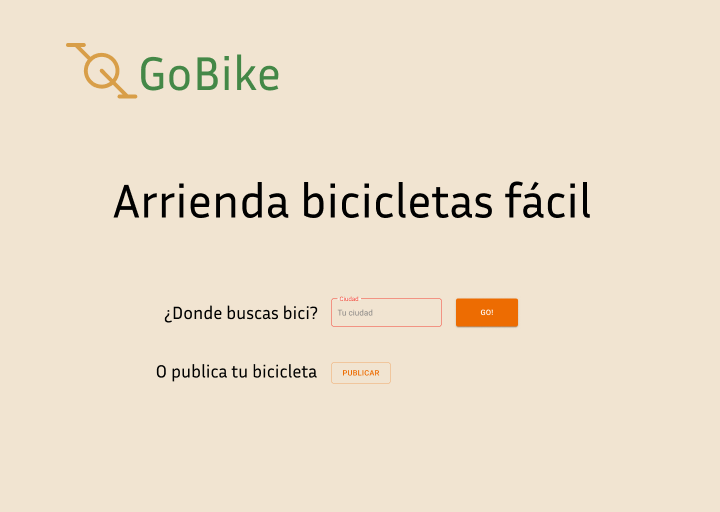 GoBike
Arrienda bicicletas fácil
Ciudad
¿Donde buscas bici?
Tu ciudad
GO!
O publica tu bicicleta
PUBLICAR